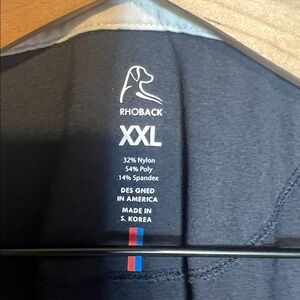 RHOBACK
XXL
32% Nylon
54% Poly
14% Spandex
DES GNED
IN AMERICA
MADE IN
S. KOREA